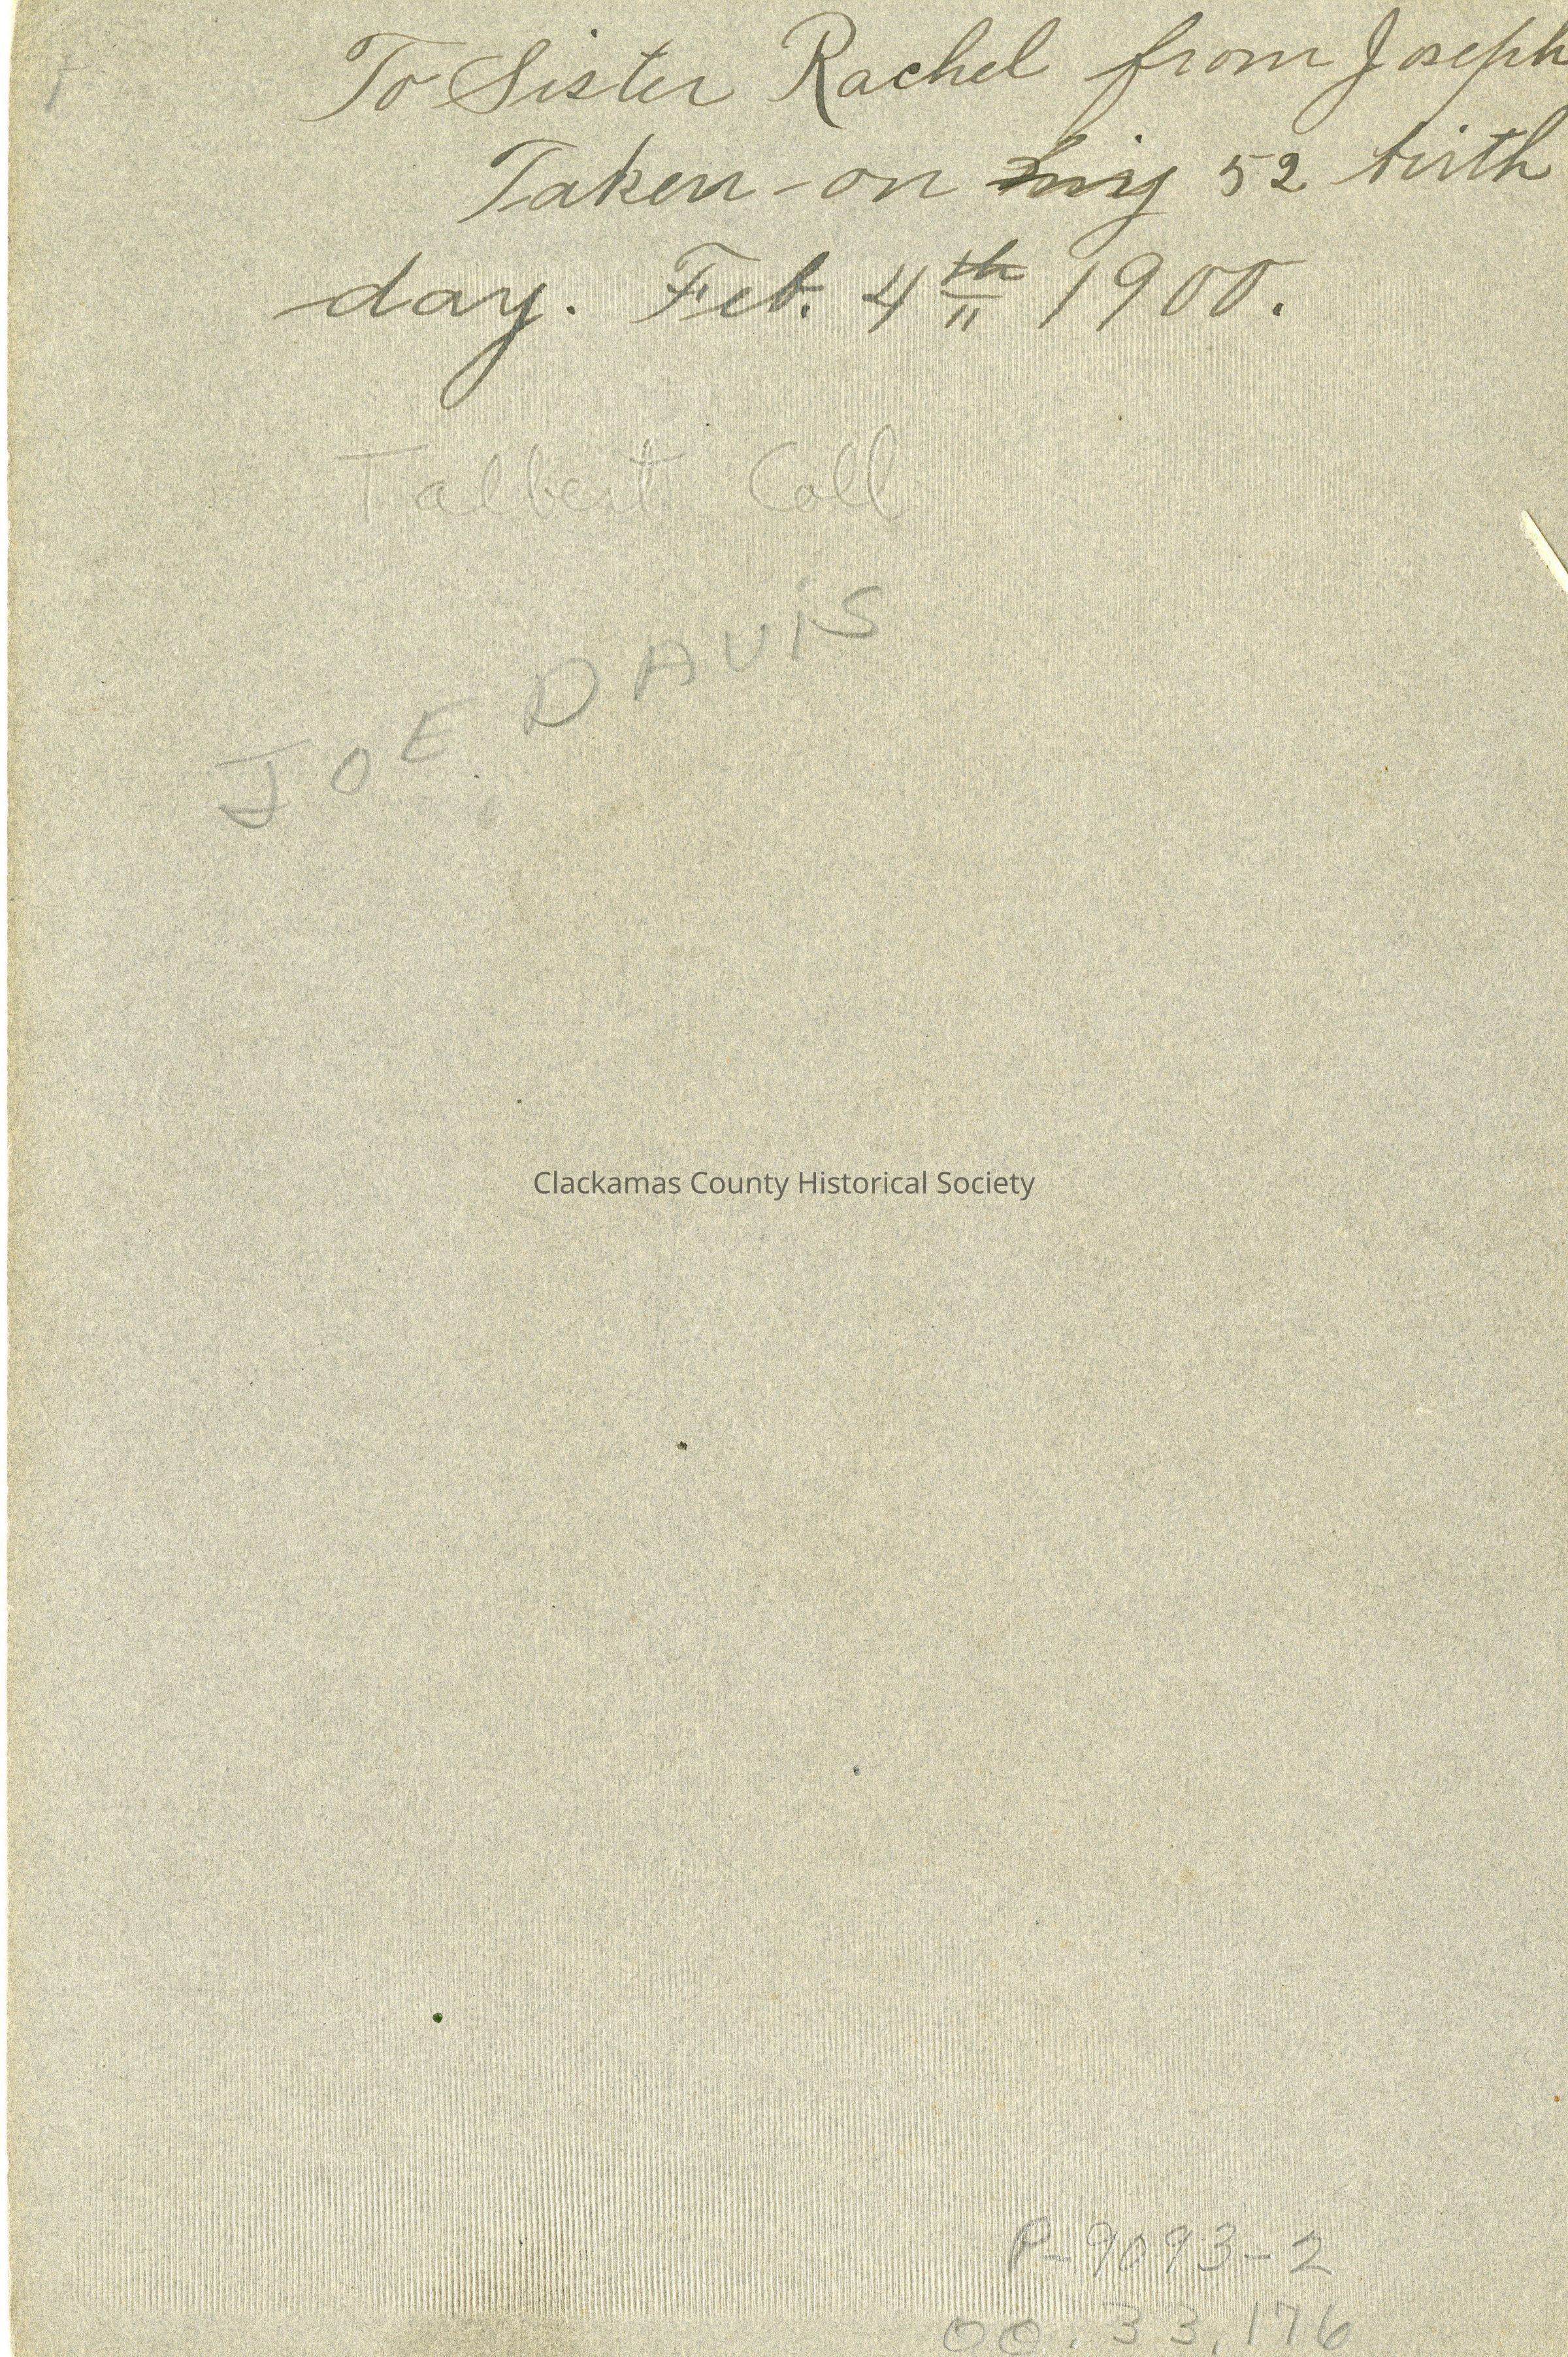 To Sister Rachel from Joseph
Taken - on my 52 birth
day. Feb. 4th 1900.
Talbert Coll
JOE DAVIS
Clackamas County Historical Society
P-9093-2
00.33.176